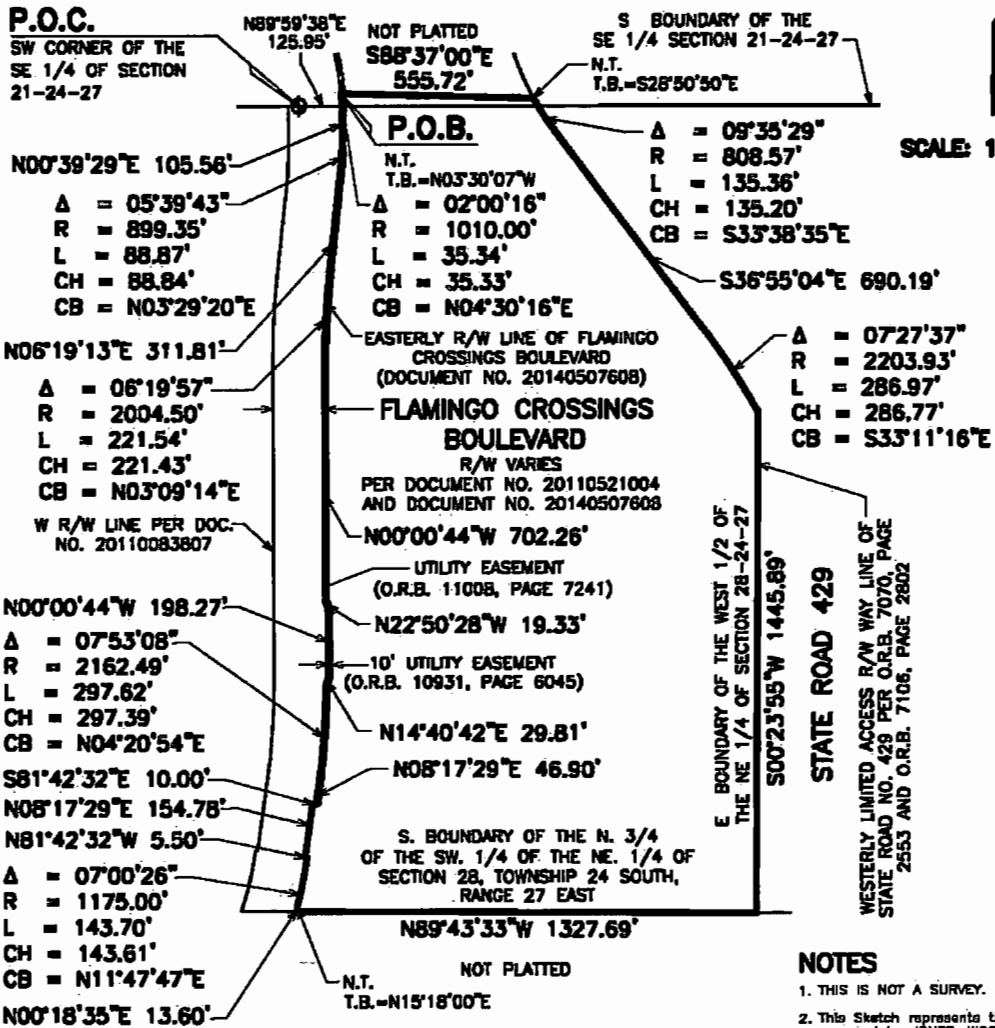 P.O.C.
SW CORNER OF THE
SE 1/4 OF SECTION
21-24-27
N89°59'38"E
125.95'
NOT PLATTED
S88°37'00"E
555.72'
S BOUNDARY OF THE
SE 1/4 SECTION 21-24-27
N.T.
T.B.=S28°50'50"E
P.O.B.
N.T.
T.B.=N03°30'07"W
Δ = 02°00'16"
R = 1010.00'
L = 35.34'
CH = 35.33'
CB = N04°30'16"E
Δ = 09°35'29"
R = 808.57'
L = 135.36'
CH = 135.20'
CB = S33°38'35"E
SCALE: 1
N00°39'29"E 105.56'
Δ = 05°39'43"
R = 899.35'
L = 88.87'
CH = 88.84'
CB = N03°29'20"E
S36°55'04"E 690.19'
N06°19'13"E 311.81'
EASTERLY R/W LINE OF FLAMINGO
CROSSINGS BOULEVARD
(DOCUMENT NO. 20140507608)
Δ = 07°27'37"
R = 2203.93'
L = 286.97'
CH = 286.77'
CB = S33°11'16"E
Δ = 06°19'57"
R = 2004.50'
L = 221.54'
CH = 221.43'
CB = N03°09'14"E
FLAMINGO CROSSINGS
BOULEVARD
R/W VARIES
PER DOCUMENT NO. 20110521004
AND DOCUMENT NO. 20140507608
W R/W LINE PER DOC.
NO. 20110083807
N00°00'44"W 702.26'
UTILITY EASEMENT
(O.R.B. 11008, PAGE 7241)
N00°00'44"W 198.27'
N22°50'28"W 19.33'
Δ = 07°53'08"
R = 2162.49'
L = 297.62'
CH = 297.39'
CB = N04°20'54"E
10' UTILITY EASEMENT
(O.R.B. 10931, PAGE 6045)
N14°40'42"E 29.81'
N08°17'29"E 46.90'
E BOUNDARY OF THE WEST 1/2 OF
THE NE 1/4 OF SECTION 28-24-27
S00°23'55"W 1445.89'
STATE ROAD 429
WESTERLY LIMITED ACCESS R/W WAY LINE OF
STATE ROAD NO. 429 PER O.R.B. 7070, PAGE
2553 AND O.R.B. 7106, PAGE 2802
S81°42'32"E 10.00'
N08°17'29"E 154.78'
N81°42'32"W 5.50'
Δ = 07°00'26"
R = 1175.00'
L = 143.70'
CH = 143.61'
CB = N11°47'47"E
N00°18'35"E 13.60'
S. BOUNDARY OF THE N. 3/4
OF THE SW. 1/4 OF THE NE. 1/4 OF
SECTION 28, TOWNSHIP 24 SOUTH,
RANGE 27 EAST
N89°43'33"W 1327.69'
NOT PLATTED
N.T.
T.B.=N15°18'00"E
NOTES
1. THIS IS NOT A SURVEY.
2. This Sketch represents